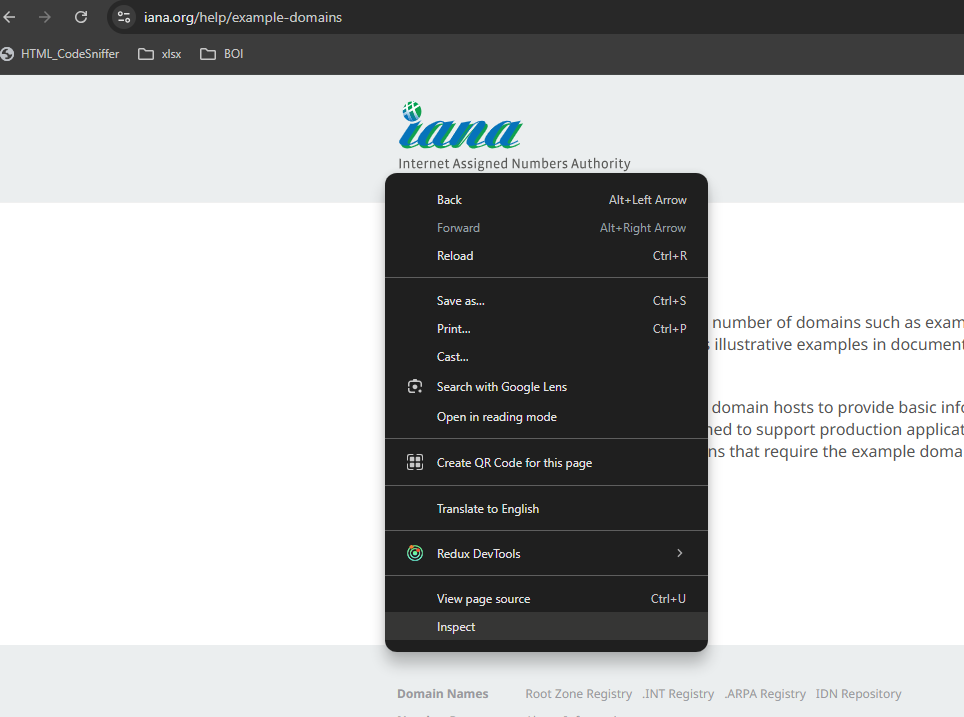 iana.org/help/example-domains
HTML_CodeSniffer xlsx BOI
iana
Internet Assigned Numbers Authority
Back Alt+Left Arrow
Forward Alt+Right Arrow
Reload Ctrl+R
Save as... Ctrl+S
Print... Ctrl+P
Cast...
Search with Google Lens
Open in reading mode
Create QR Code for this page
Translate to English
Redux DevTools
View page source Ctrl+U
Inspect
number of domains such as exam
illustrative examples in document
domain hosts to provide basic info
ned to support production applicat
ns that require the example doma
Domain Names Root Zone Registry .INT Registry .ARPA Registry IDN Repository